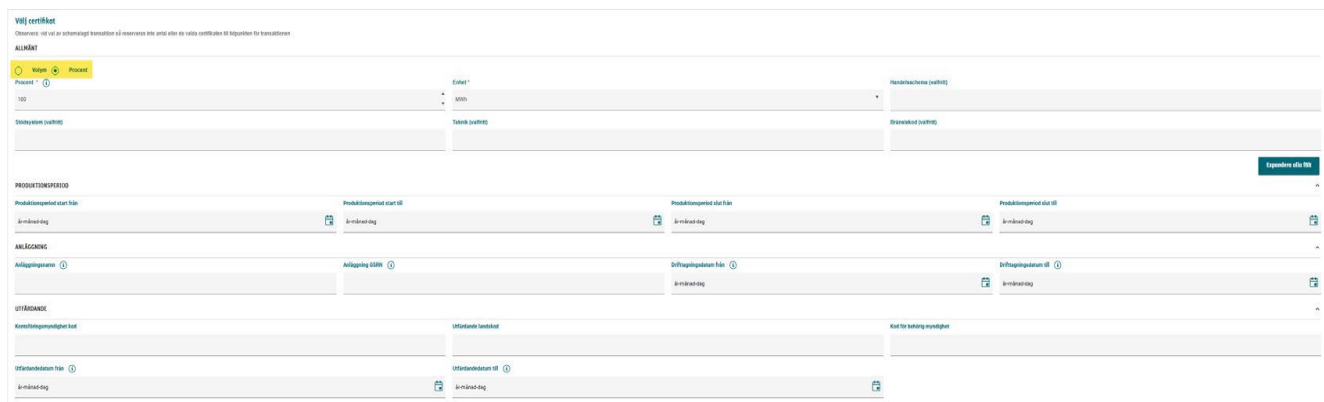 Välj certifikat
Observera: vid val av schemalagd transaktion så reserveras inte antal eller de valda certifikaten till tidpunkten för transaktionen
ALLMÄNT
Volym Procent
Procent * Enhet * Handelsschema (valfritt)
100 MWh
Stödsystem (valfritt) Teknik (valfritt) Bränslekod (valfritt)
Expandera alla fält
PRODUKTIONSPERIOD
Produktionsperiod start från Produktionsperiod start till Produktionsperiod slut från Produktionsperiod slut till
år-månad-dag år-månad-dag år-månad-dag år-månad-dag
ANLÄGGNING
Anläggningsnamn Anläggning GSRN Drifttagningsdatum från Drifttagningsdatum till
år-månad-dag år-månad-dag
UTFÄRDANDE
Kontoföringsmyndighet kod Utfärdande landskod Kod för behörig myndighet
Utfärdandedatum från Utfärdandedatum till
år-månad-dag år-månad-dag